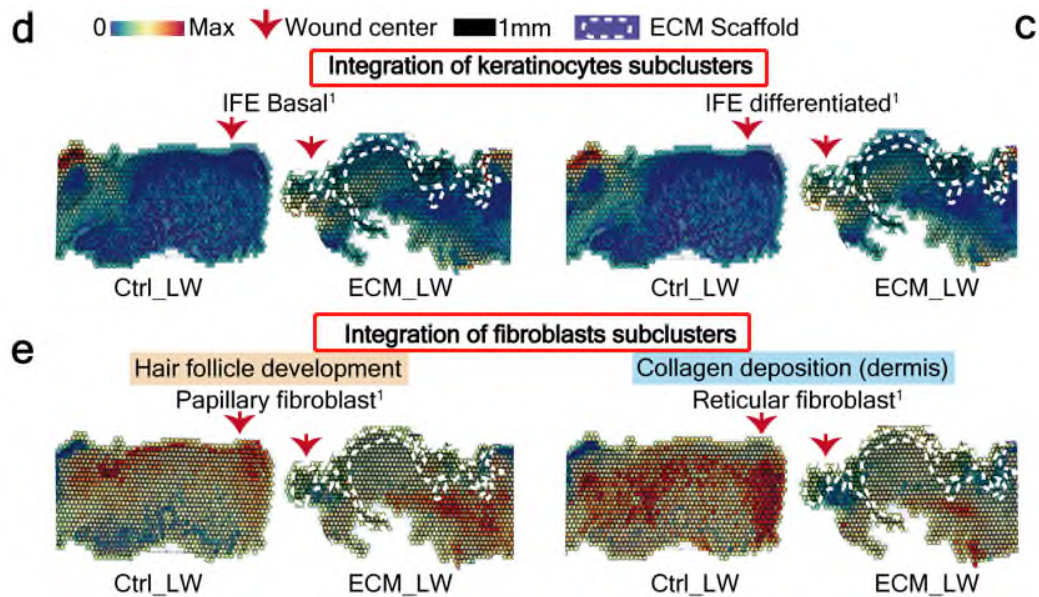 d 0 Max Wound center 1mm ECM Scaffold C
Integration of keratinocytes subclusters
IFE Basal¹ IFE differentiated¹
Ctrl_LW ECM_LW Ctrl_LW ECM_LW
e Integration of fibroblasts subclusters
Hair follicle development Collagen deposition (dermis)
Papillary fibroblast¹ Reticular fibroblast¹
Ctrl_LW ECM_LW Ctrl_LW ECM_LW